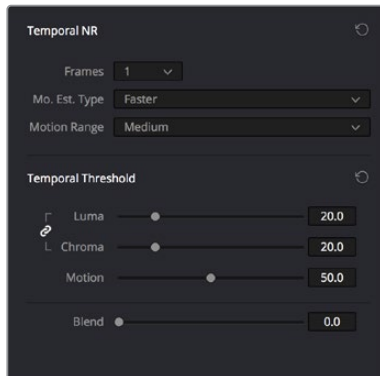 Temporal NR
Frames 1
Mo. Est. Type Faster
Motion Range Medium
Temporal Threshold
Luma 20.0
Chroma 20.0
Motion 50.0
Blend 0.0